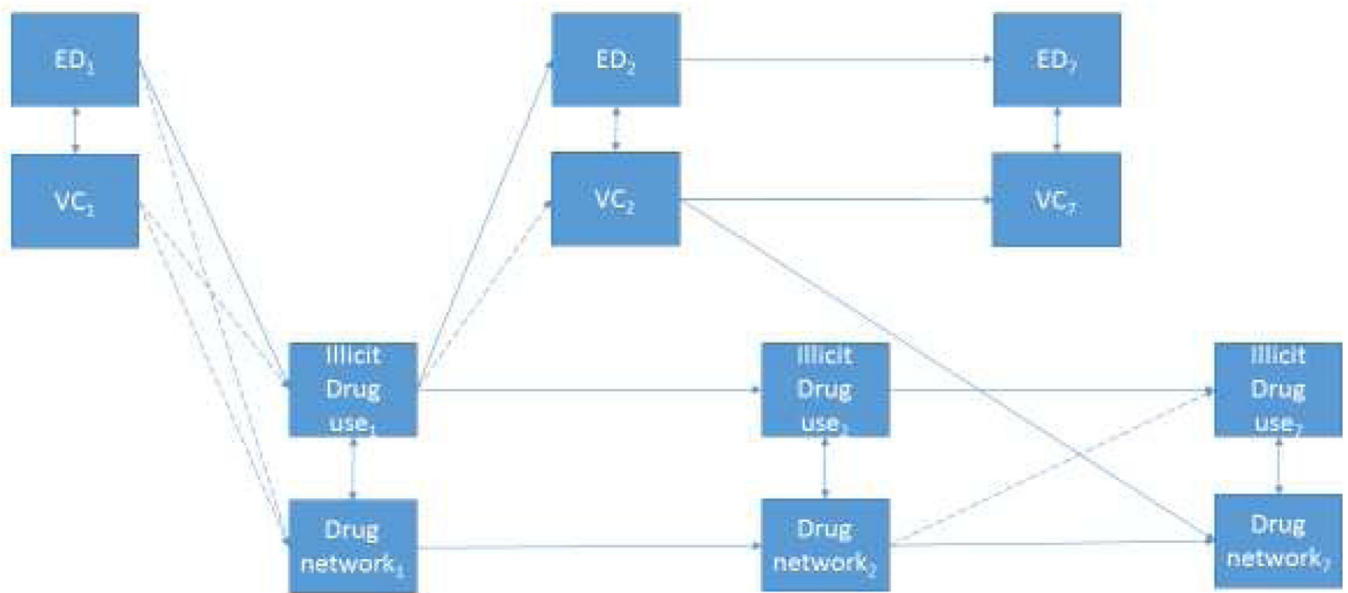 ED₁
ED₂
ED₇
VC₁
VC₂
VC₇
Illicit
Drug
use₁
Illicit
Drug
use₂
Illicit
Drug
use₇
Drug
network₁
Drug
network₂
Drug
network₇